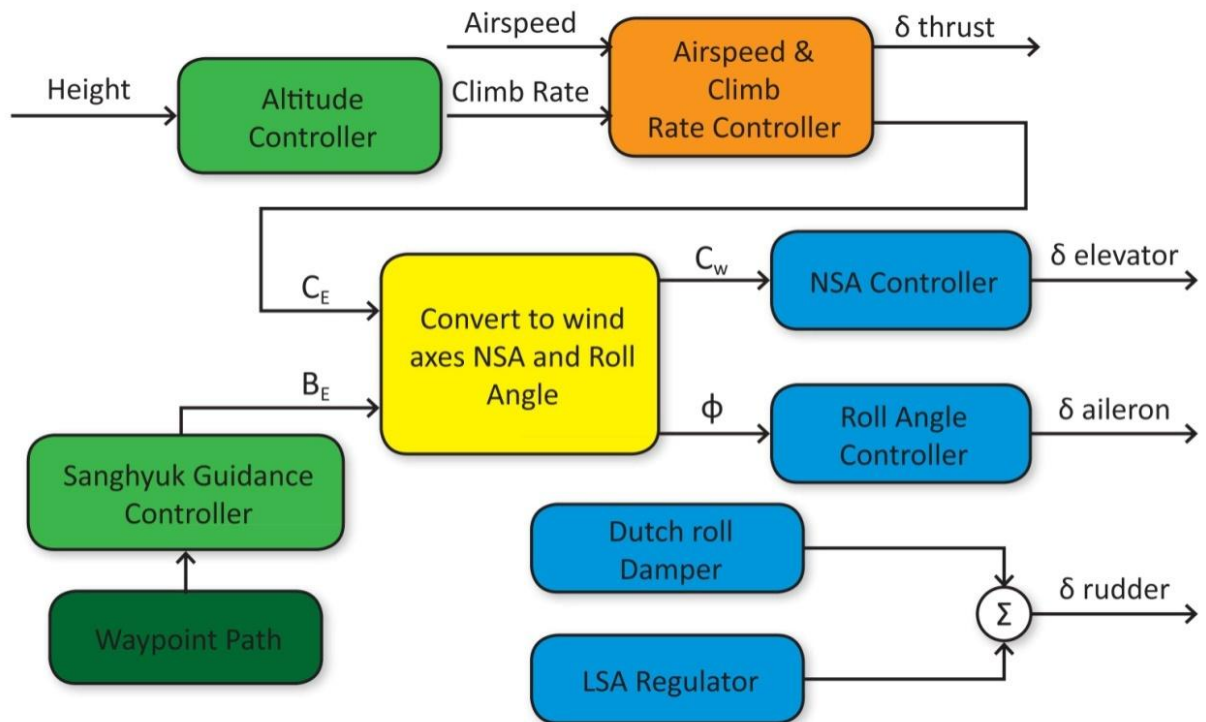 Airspeed
δ thrust
Height
Altitude
Controller
Climb Rate
Airspeed &
Climb
Rate Controller
C_E
Convert to wind
axes NSA and Roll
Angle
C_w
NSA Controller
δ elevator
B_E
ϕ
Roll Angle
Controller
δ aileron
Sanghyuk Guidance
Controller
Waypoint Path
Dutch roll
Damper
Σ
δ rudder
LSA Regulator